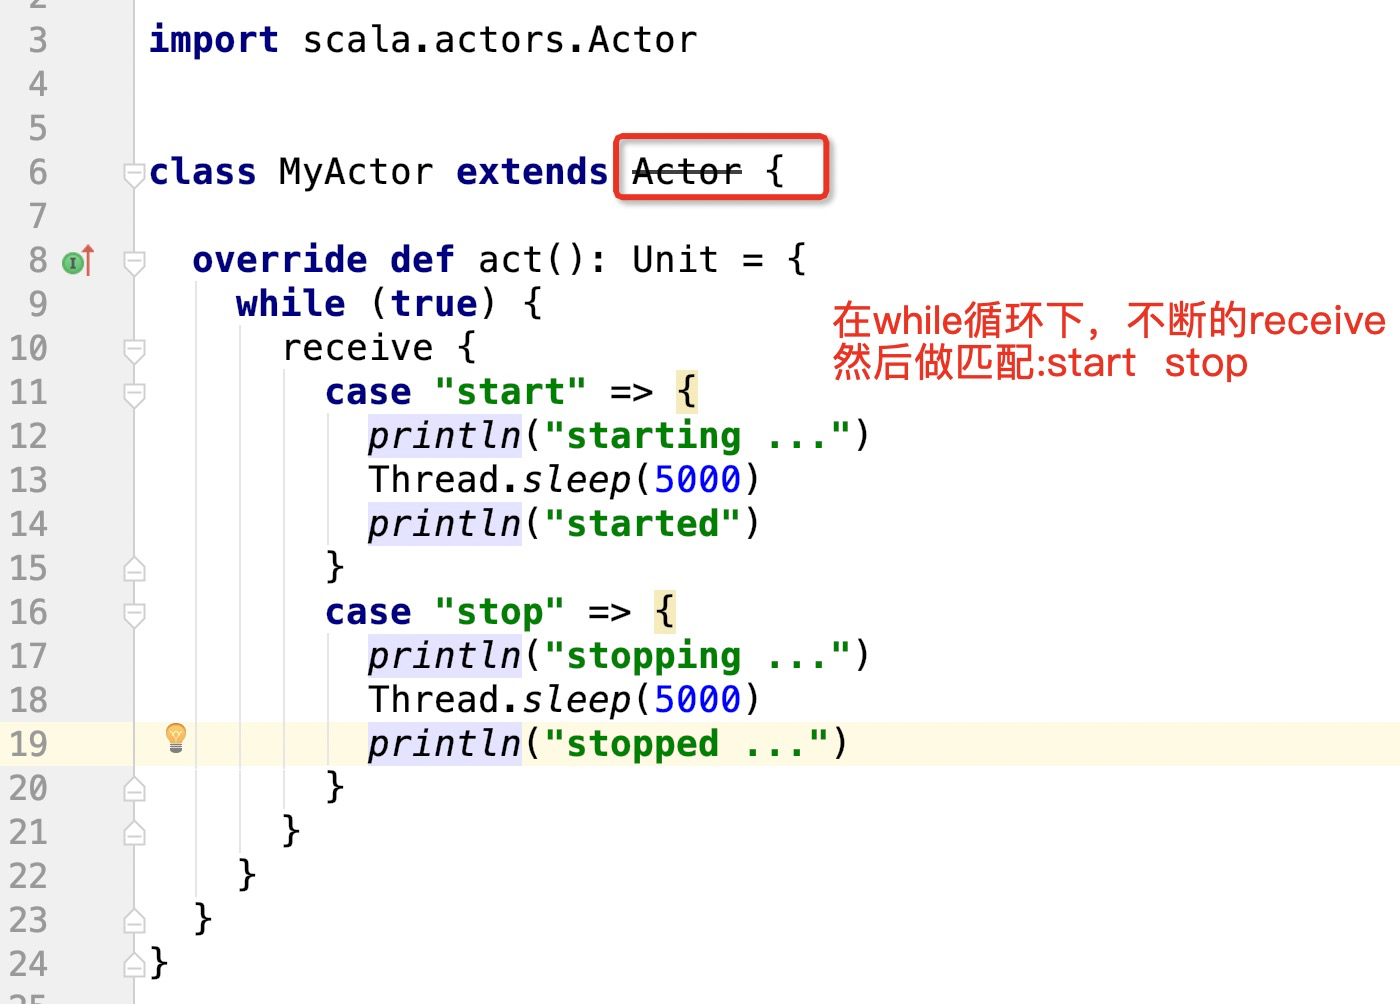 2
3 import scala.actors.Actor
4
5
6 class MyActor extends Actor {
7
8 override def act(): Unit = {
9 while (true) {
在while循环下，不断的receive
10 receive {
然后做匹配:start stop
11 case "start" => {
12 println("starting ...")
13 Thread.sleep(5000)
14 println("started")
15 }
16 case "stop" => {
17 println("stopping ...")
18 Thread.sleep(5000)
19 println("stopped ...")
20 }
21 }
22 }
23 }
24 }
25